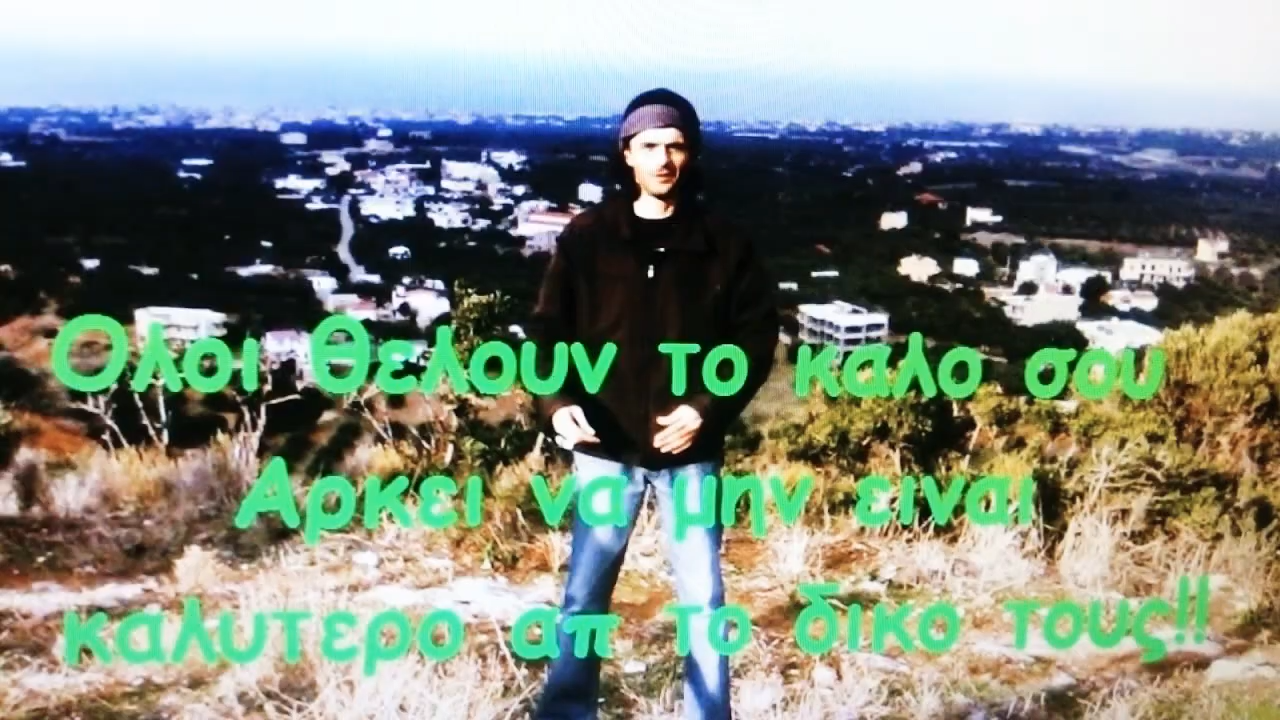 Ολοι θελουν το καλο σου
Αρκει να μην ειναι
καλυτερο απ το δικο τους!!